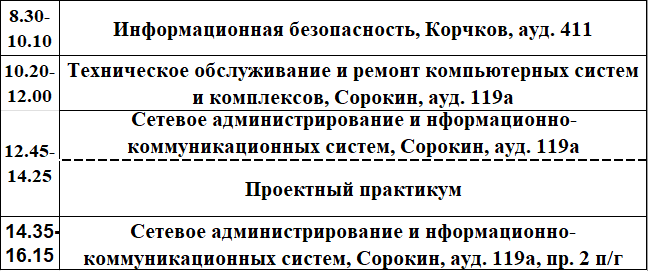 8.30-
10.10
Информационная безопасность, Корчков, ауд. 411
10.20-
12.00
Техническое обслуживание и ремонт компьютерных систем
и комплексов, Сорокин, ауд. 119а
12.45-
14.25
Сетевое администрирование и нформационно-
коммуникационных систем, Сорокин, ауд. 119а
Проектный практикум
14.35-
16.15
Сетевое администрирование и нформационно-
коммуникационных систем, Сорокин, ауд. 119а, пр. 2 п/г